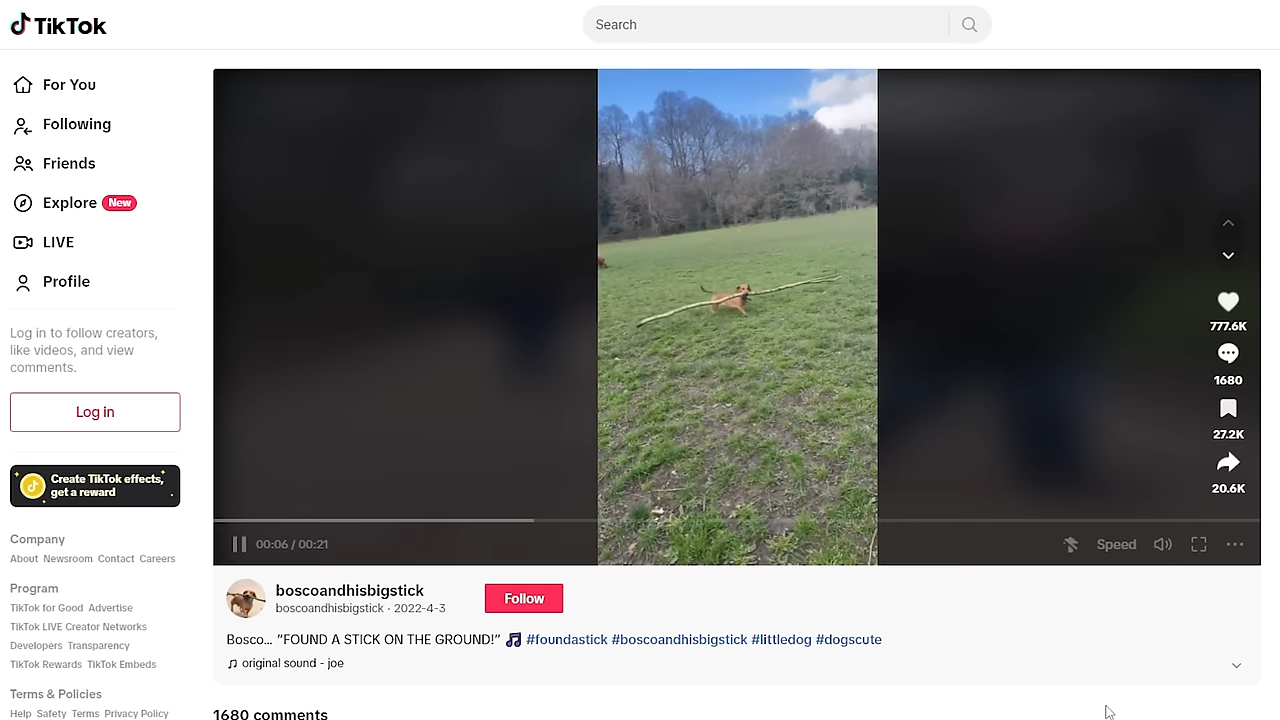 TikTok
Search
For You
Following
Friends
Explore New
LIVE
Profile
Log in to follow creators,
like videos, and view
comments.
Log in
Create TikTok effects,
get a reward
Company
About Newsroom Contact Careers
Program
TikTok for Good Advertise
TikTok LIVE Creator Networks
Developers Transparency
TikTok Rewards TikTok Embeds
Terms & Policies
Help Safety Terms Privacy Policy
777.6K
1680
27.2K
20.6K
00:06 / 00:21
Speed
boscoandhisbigstick
boscoandhisbigstick · 2022-4-3
Follow
Bosco... "FOUND A STICK ON THE GROUND!" 🎵 #foundastick #boscoandhisbigstick #littledog #dogscute
♫ original sound - joe
1680 comments